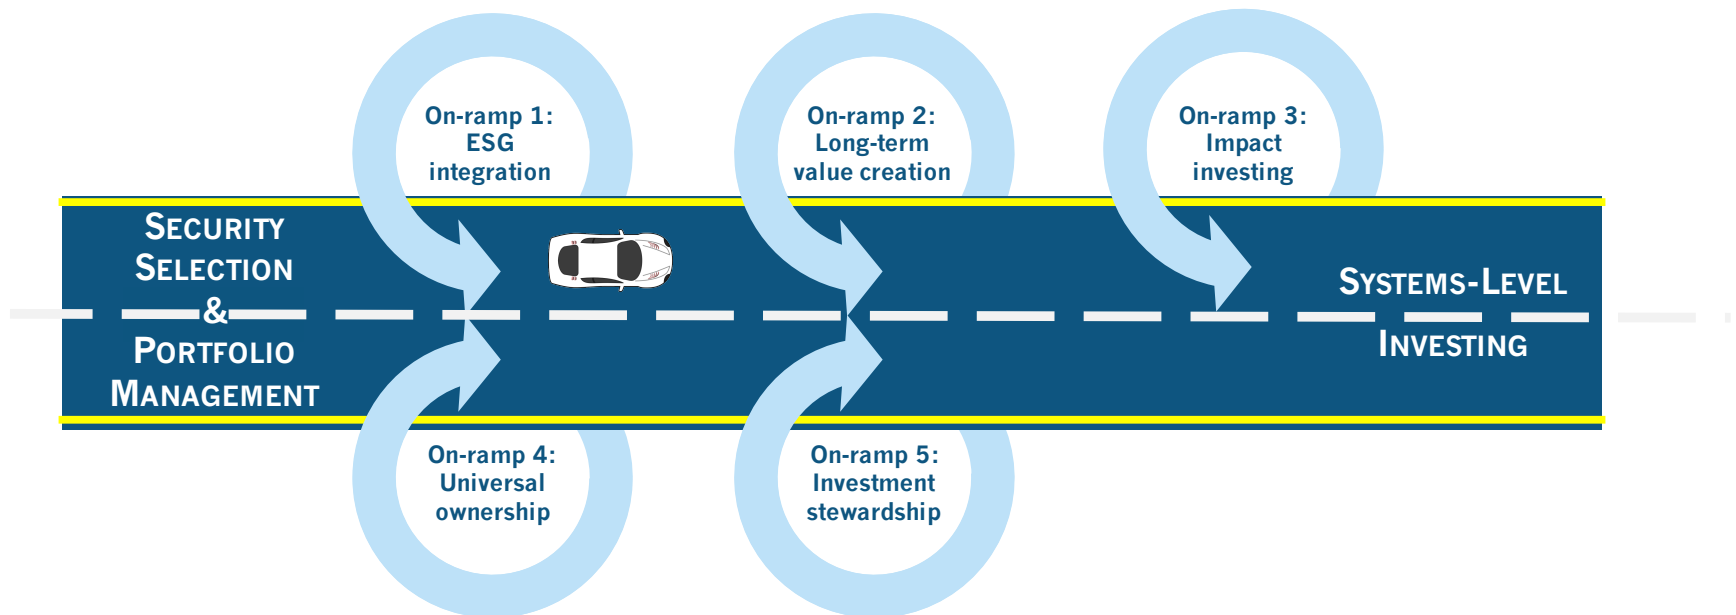 On-ramp 1:
ESG
integration
On-ramp 2:
Long-term
value creation
On-ramp 3:
Impact
investing
SECURITY
SELECTION
&
PORTFOLIO
MANAGEMENT
SYSTEMS-LEVEL
INVESTING
On-ramp 4:
Universal
ownership
On-ramp 5:
Investment
stewardship